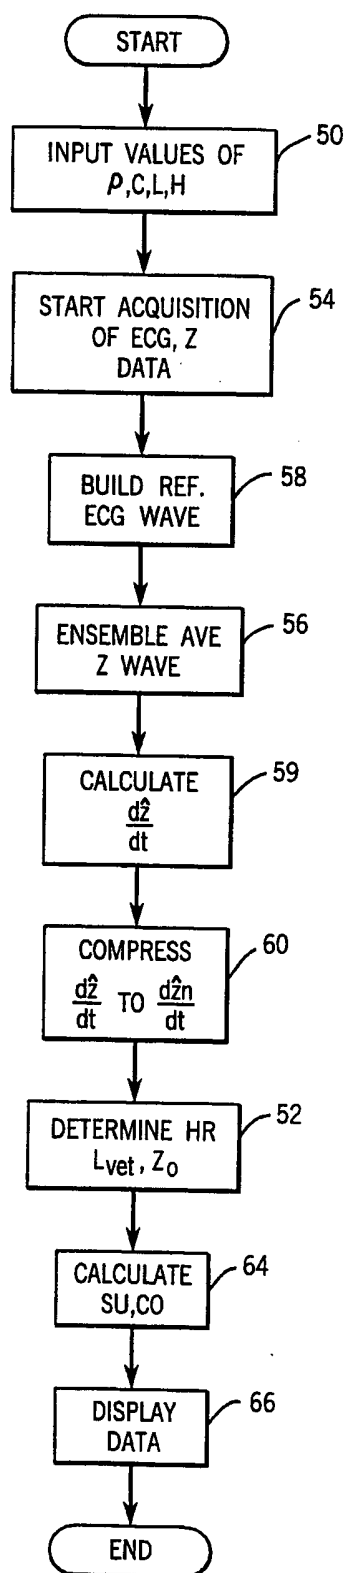 START
INPUT VALUES OF
ρ,C,L,H
50
START ACQUISITION
OF ECG, Z
DATA
54
BUILD REF.
ECG WAVE
58
ENSEMBLE AVE
Z WAVE
56
CALCULATE
dẑ
dt
59
COMPRESS
dẑ/dt TO dẑn/dt
60
DETERMINE HR
Lvet, Zo
52
CALCULATE
SU,CO
64
DISPLAY
DATA
66
END